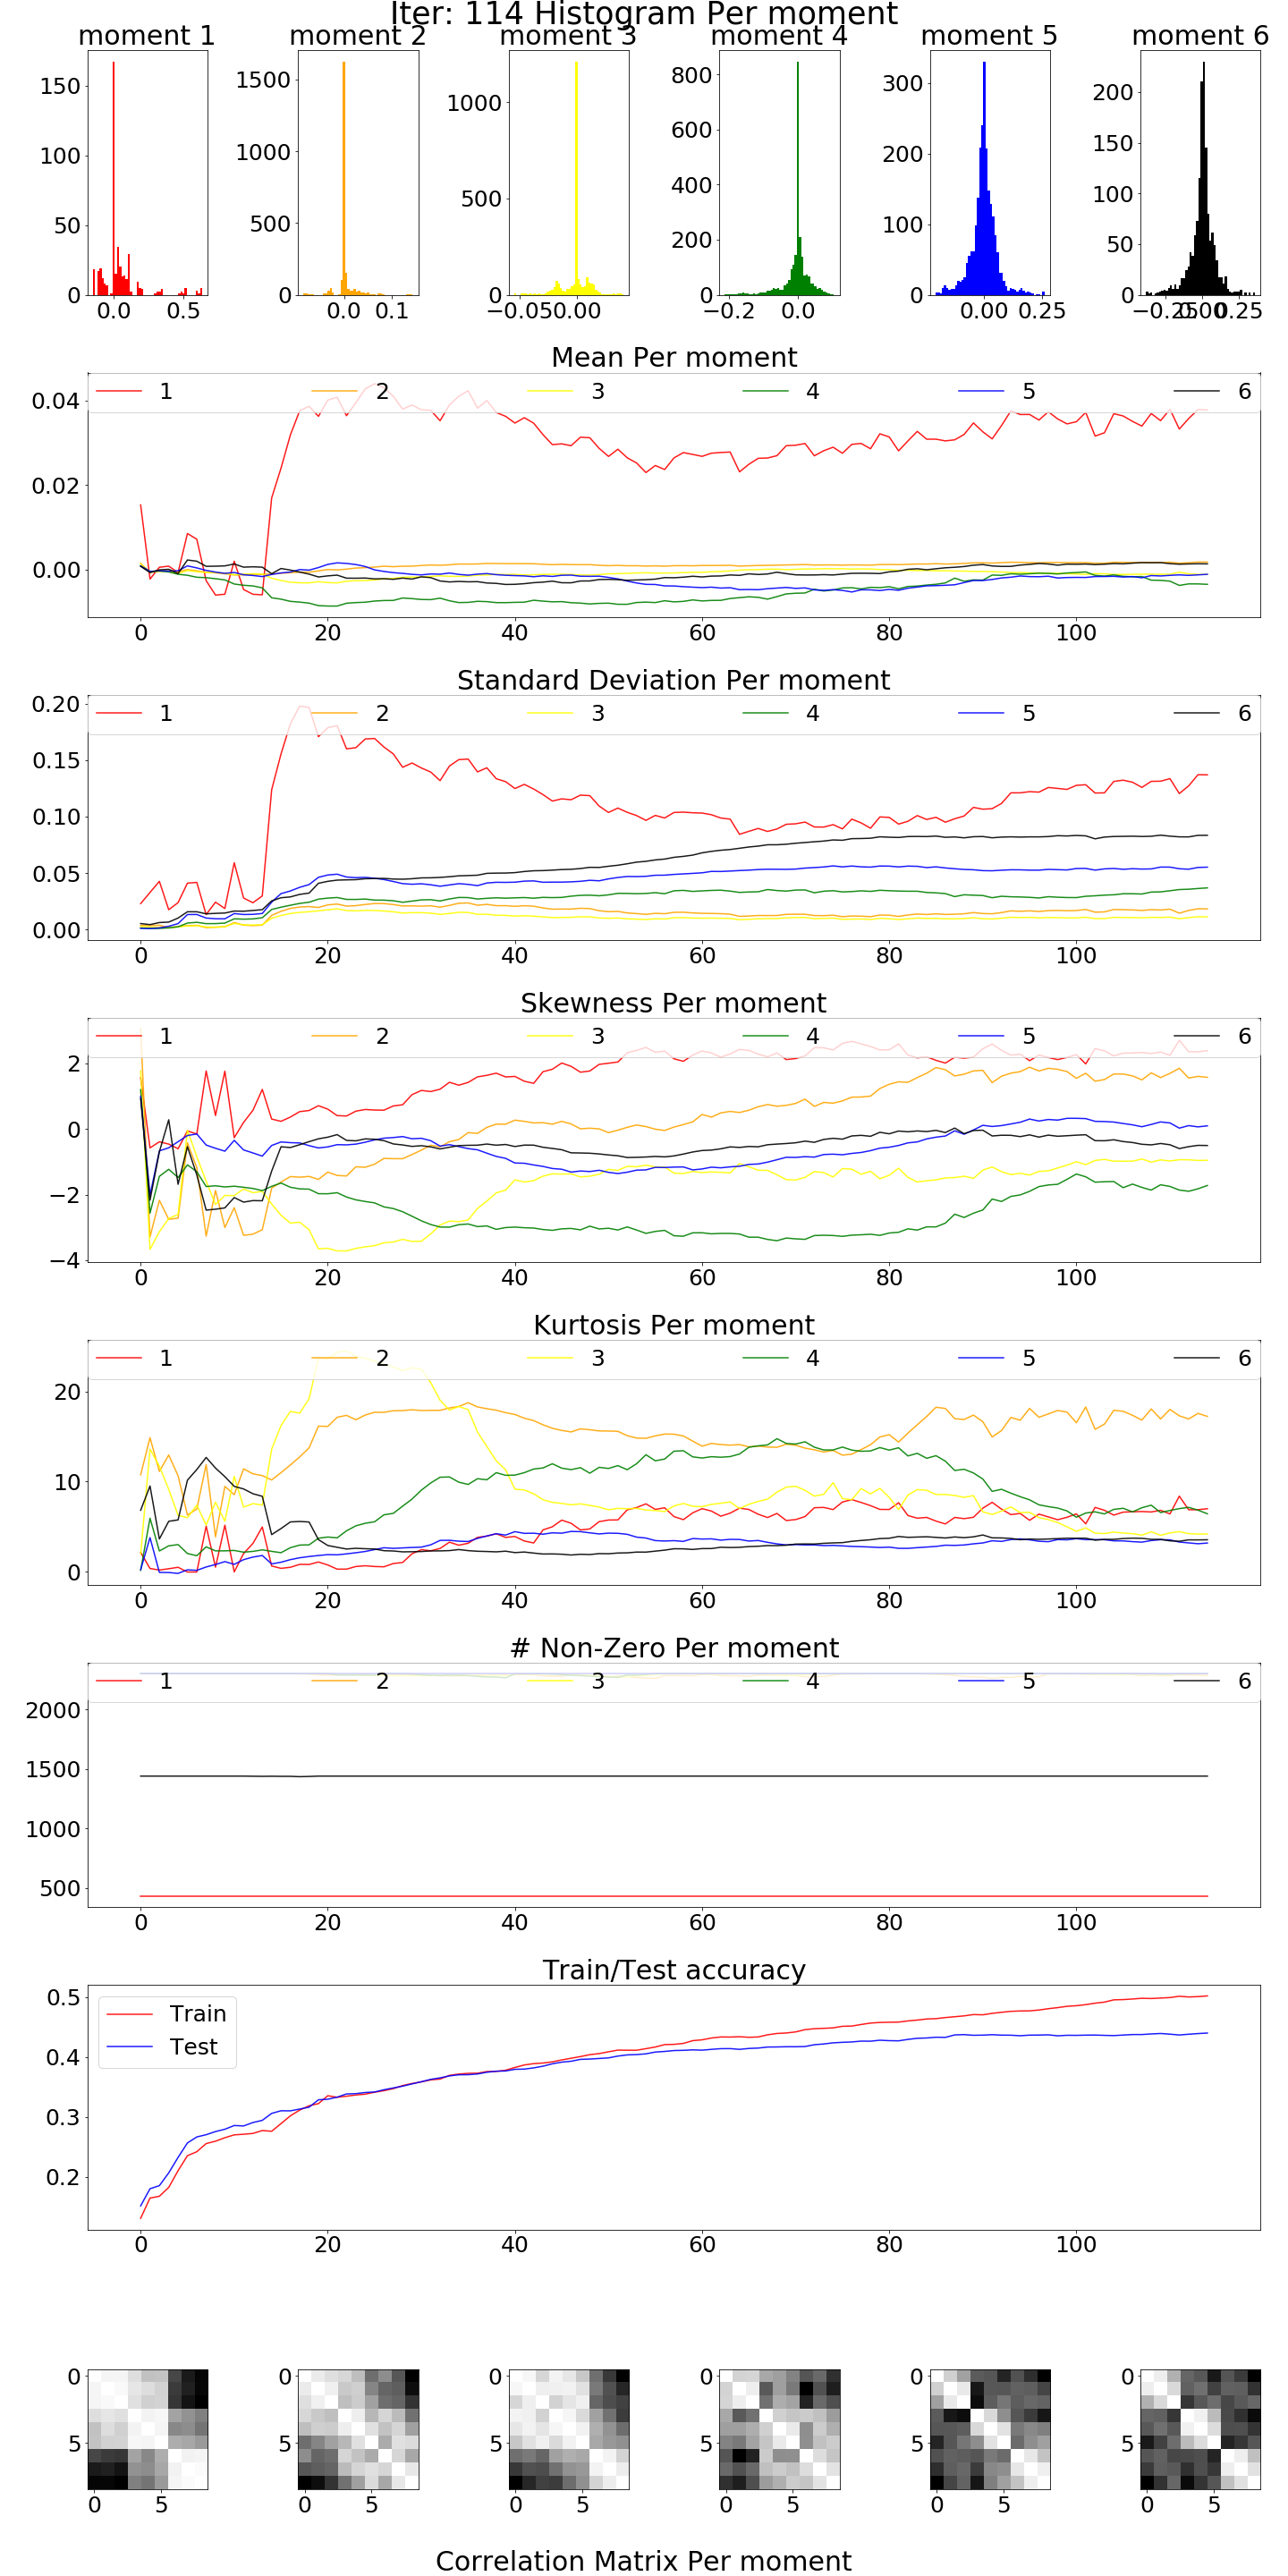 Iter: 114 Histogram Per moment
moment 1 moment 2 moment 3 moment 4 moment 5 moment 6
150 100 50 0
0.0 0.5
1500 1000 500 0
0.0 0.1
1000 500 0
−0.05 0.00
800 600 400 200 0
−0.2 0.0
300 200 100 0
0.00 0.25
200 150 100 50 0
−0.25 0.00 0.25
Mean Per moment
1 2 3 4 5 6
0.04
0.02
0.00
0 20 40 60 80 100
Standard Deviation Per moment
1 2 3 4 5 6
0.20
0.15
0.10
0.05
0.00
0 20 40 60 80 100
Skewness Per moment
1 2 3 4 5 6
2
0
−2
−4
0 20 40 60 80 100
Kurtosis Per moment
1 2 3 4 5 6
20
10
0
0 20 40 60 80 100
# Non-Zero Per moment
1 2 3 4 5 6
2000
1500
1000
500
0 20 40 60 80 100
Train/Test accuracy
Train
Test
0.5
0.4
0.3
0.2
0 20 40 60 80 100
0 0 0 0 0 0
5 5 5 5 5 5
0 5 0 5 0 5 0 5 0 5 0 5
Correlation Matrix Per moment